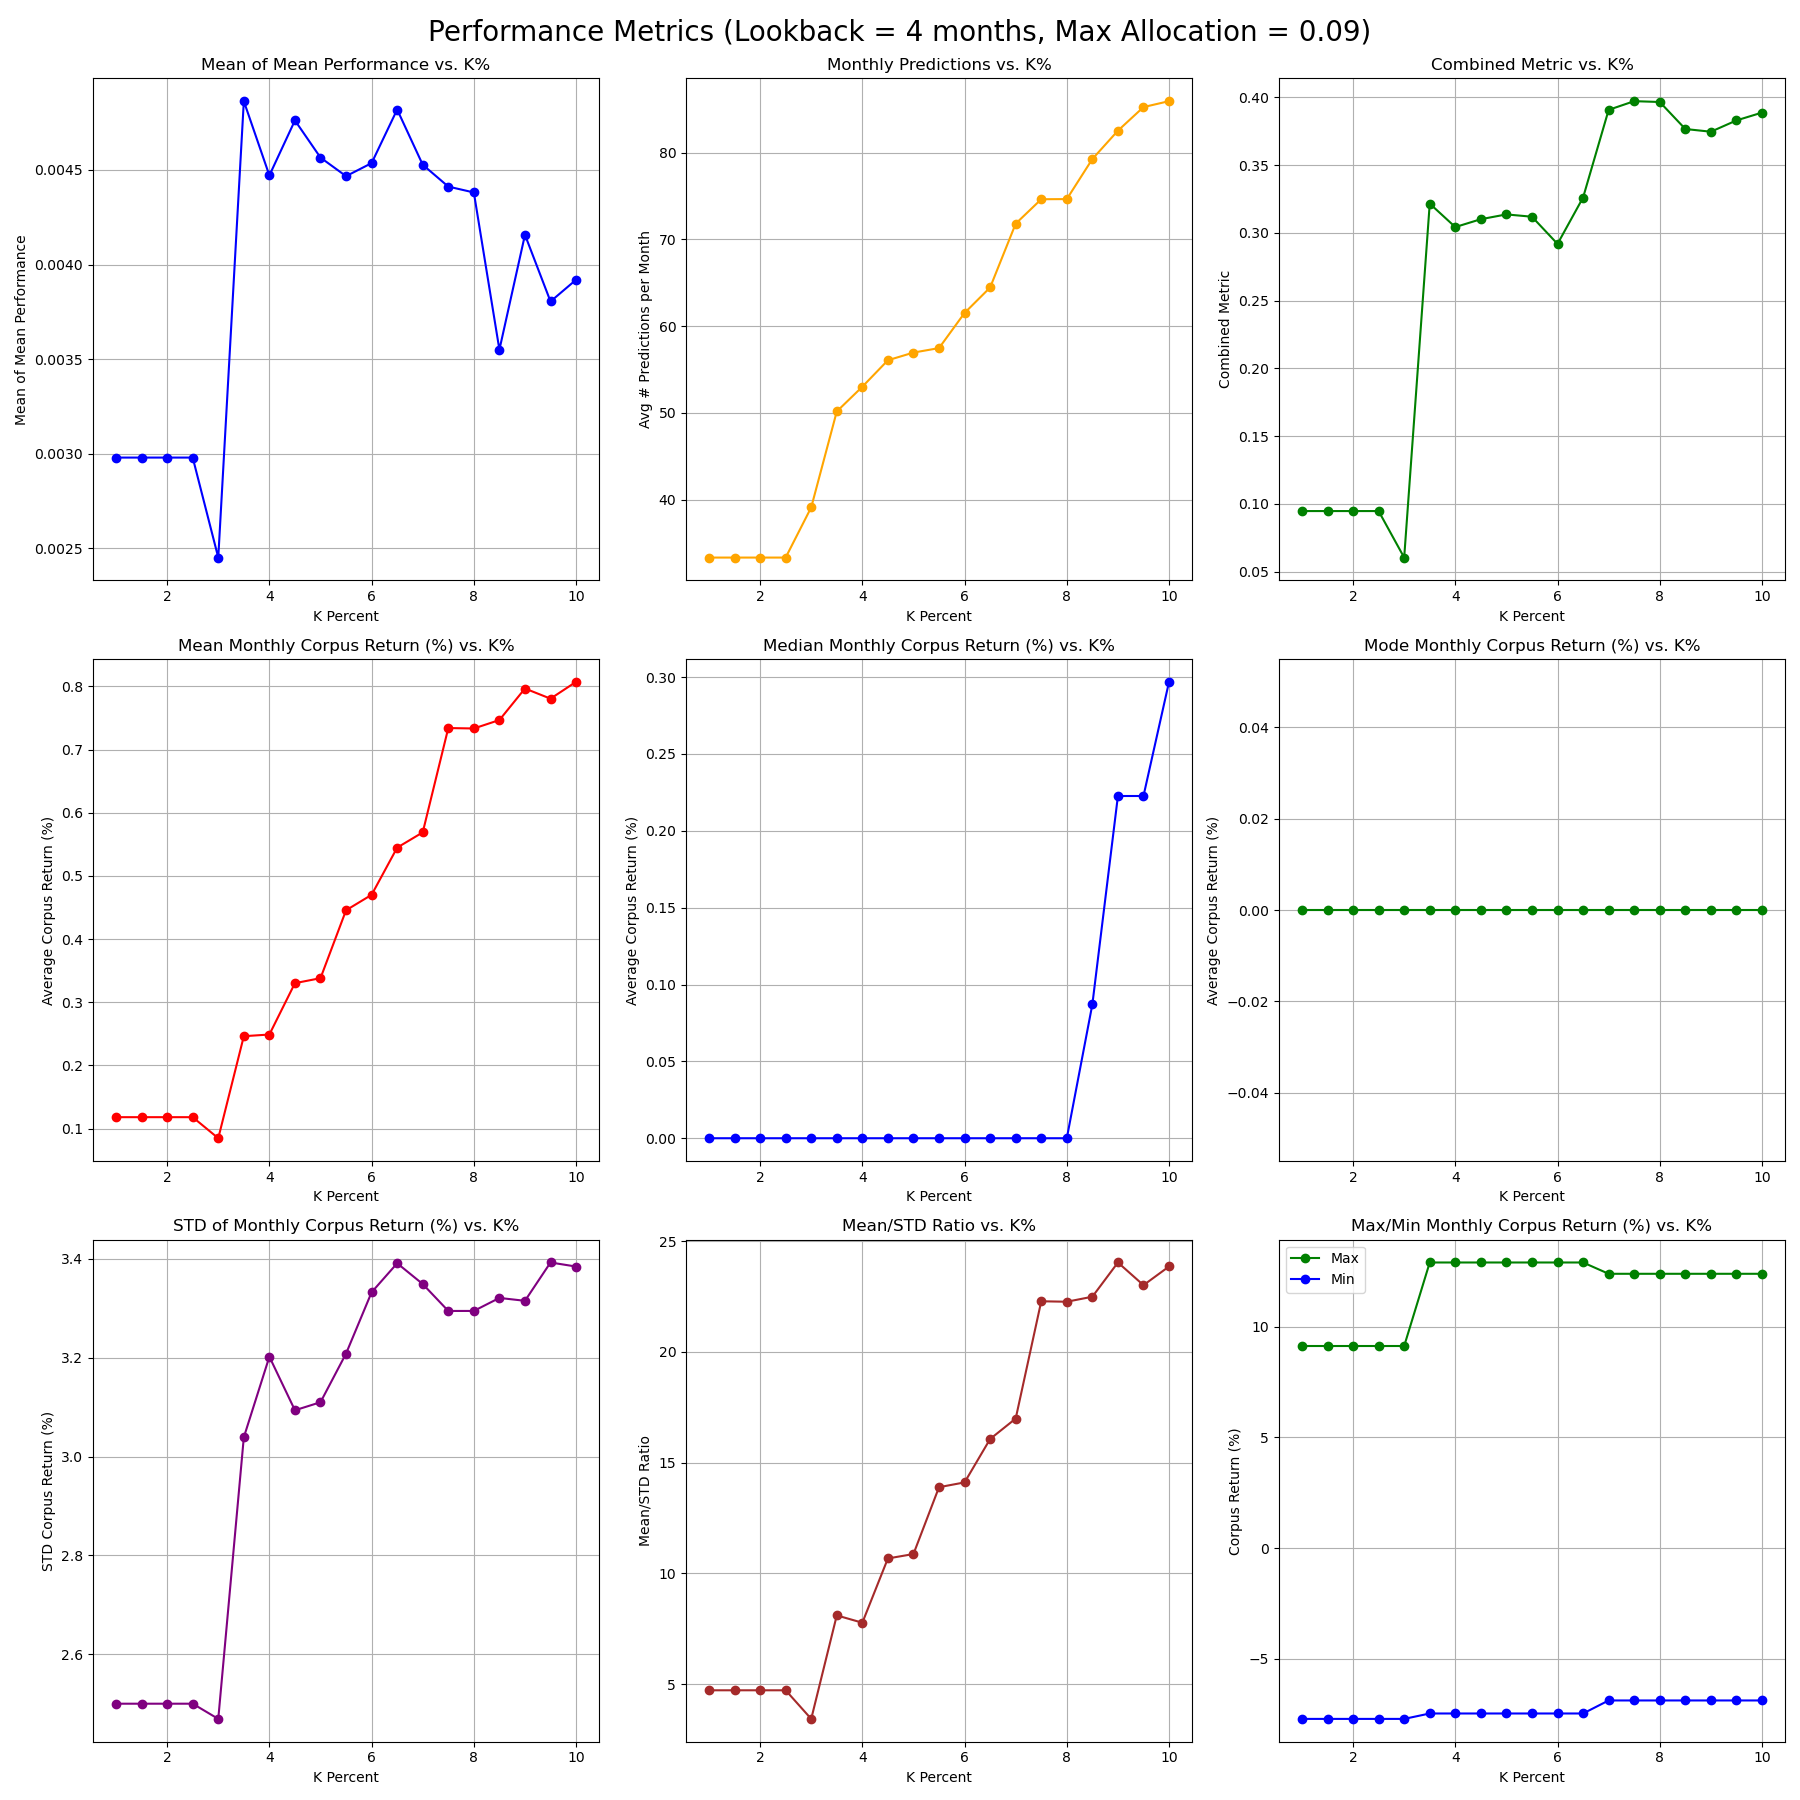 Performance Metrics (Lookback = 4 months, Max Allocation = 0.09)
Mean of Mean Performance vs. K%
Mean of Mean Performance
0.0045
0.0040
0.0035
0.0030
0.0025
2 4 6 8 10
K Percent
Monthly Predictions vs. K%
Avg # Predictions per Month
80
70
60
50
40
2 4 6 8 10
K Percent
Combined Metric vs. K%
Combined Metric
0.40
0.35
0.30
0.25
0.20
0.15
0.10
0.05
2 4 6 8 10
K Percent
Mean Monthly Corpus Return (%) vs. K%
Average Corpus Return (%)
0.8
0.7
0.6
0.5
0.4
0.3
0.2
0.1
2 4 6 8 10
K Percent
Median Monthly Corpus Return (%) vs. K%
Average Corpus Return (%)
0.30
0.25
0.20
0.15
0.10
0.05
0.00
2 4 6 8 10
K Percent
Mode Monthly Corpus Return (%) vs. K%
Average Corpus Return (%)
0.04
0.02
0.00
−0.02
−0.04
2 4 6 8 10
K Percent
STD of Monthly Corpus Return (%) vs. K%
STD Corpus Return (%)
3.4
3.2
3.0
2.8
2.6
2 4 6 8 10
K Percent
Mean/STD Ratio vs. K%
Mean/STD Ratio
25
20
15
10
5
2 4 6 8 10
K Percent
Max/Min Monthly Corpus Return (%) vs. K%
Max
Min
Corpus Return (%)
10
5
0
−5
2 4 6 8 10
K Percent